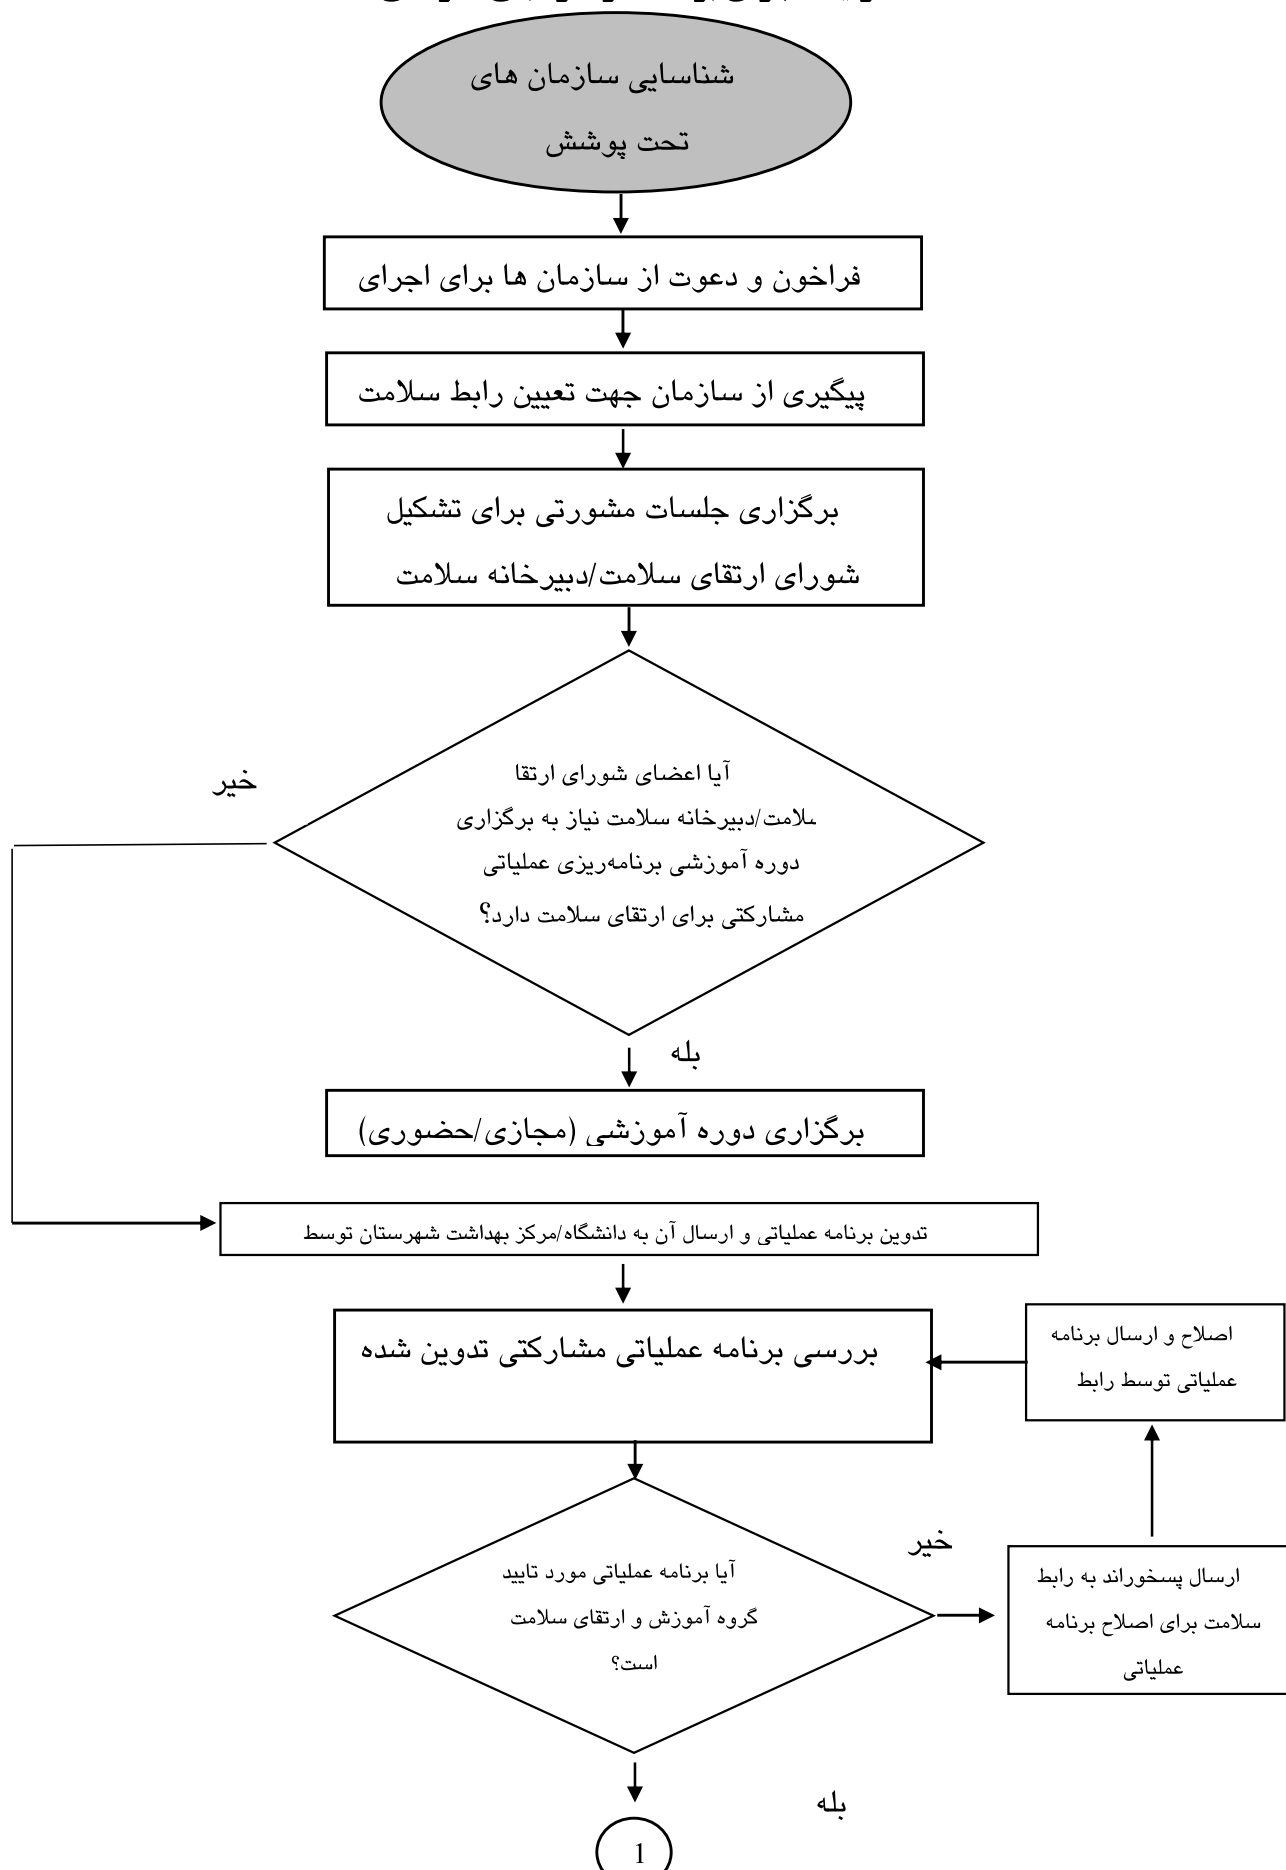 شناسایی سازمان های
تحت پوشش
فراخون و دعوت از سازمان ها برای اجرای
پیگیری از سازمان جهت تعیین رابط سلامت
برگزاری جلسات مشورتی برای تشکیل
شورای ارتقای سلامت/دبیرخانه سلامت
خیر
آیا اعضای شورای ارتقا
سلامت/دبیرخانه سلامت نیاز به برگزاری
دوره آموزشی برنامه‌ریزی عملیاتی
مشارکتی برای ارتقای سلامت دارد؟
بله
برگزاری دوره آموزشی (مجازی/حضوری)
تدوین برنامه عملیاتی و ارسال آن به دانشگاه/مرکز بهداشت شهرستان توسط
بررسی برنامه عملیاتی مشارکتی تدوین شده
اصلاح و ارسال برنامه
عملیاتی توسط رابط
خیر
آیا برنامه عملیاتی مورد تایید
گروه آموزش و ارتقای سلامت
است؟
ارسال پسخوراند به رابط
سلامت برای اصلاح برنامه
عملیاتی
بله
1